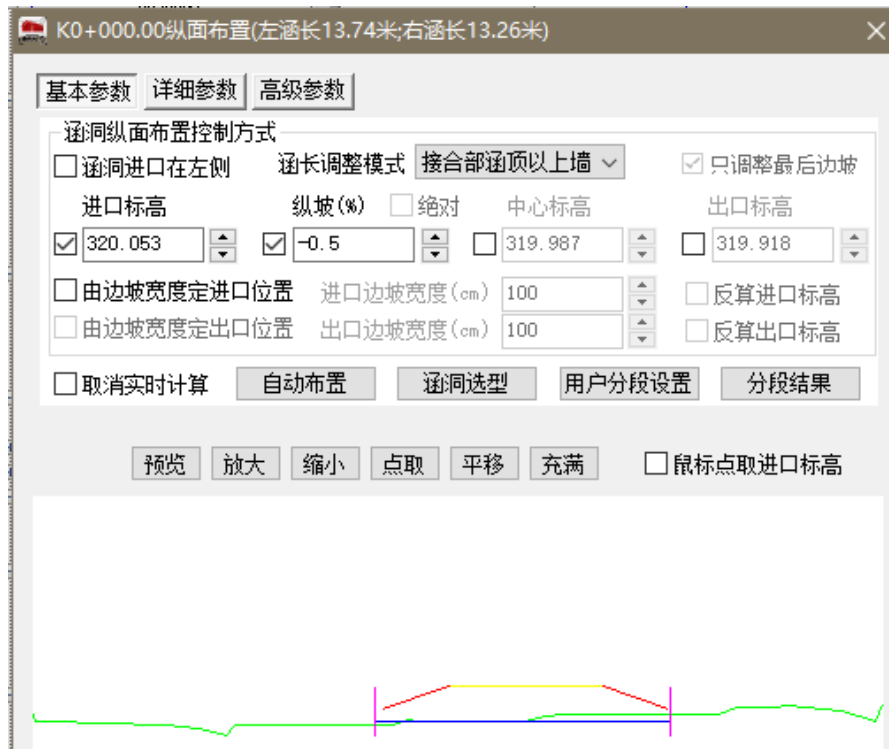 K0+000.00纵面布置(左涵长13.74米;右涵长13.26米)
基本参数 详细参数 高级参数
涵洞纵面布置控制方式
涵洞进口在左侧 涵长调整模式 接合部涵顶以上墙 只调整最后边坡
进口标高 纵坡(%) 绝对 中心标高 出口标高
320.053 -0.5 319.987 319.918
由边坡宽度定进口位置 进口边坡宽度(cm) 100 反算进口标高
由边坡宽度定出口位置 出口边坡宽度(cm) 100 反算出口标高
取消实时计算 自动布置 涵洞选型 用户分段设置 分段结果
预览 放大 缩小 点取 平移 充满 鼠标点取进口标高